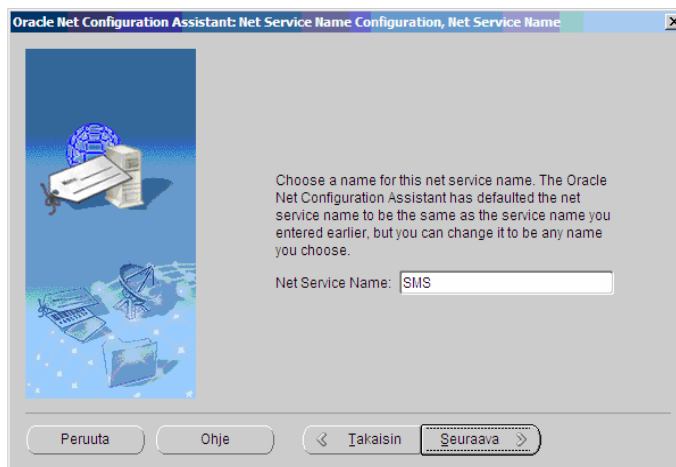 Oracle Net Configuration Assistant: Net Service Name Configuration, Net Service Name
Choose a name for this net service name. The Oracle
Net Configuration Assistant has defaulted the net
service name to be the same as the service name you
entered earlier, but you can change it to be any name
you choose.
Net Service Name: SMS
Peruuta Ohje Takaisin Seuraava